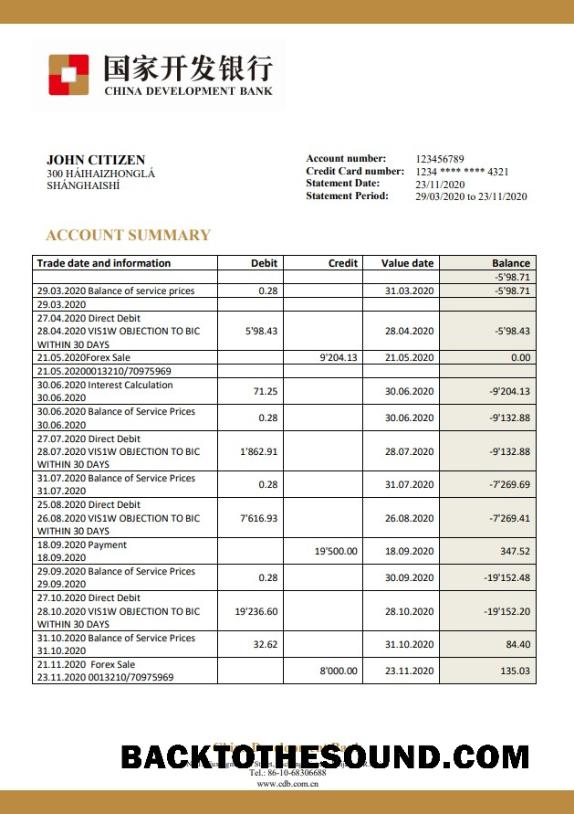 国家开发银行
CHINA DEVELOPMENT BANK
JOHN CITIZEN
300 HÁIHAIZHONGLÁ
SHÁNGHAISHÍ
Account number: 123456789
Credit Card number: 1234 **** **** 4321
Statement Date: 23/11/2020
Statement Period: 29/03/2020 to 23/11/2020
ACCOUNT SUMMARY
Trade date and information Debit Credit Value date Balance
-5'98.71
29.03.2020 Balance of service prices 0.28 31.03.2020 -5'98.71
29.03.2020
27.04.2020 Direct Debit
28.04.2020 VIS1W OBJECTION TO BIC 5'98.43 28.04.2020 -5'98.43
WITHIN 30 DAYS
21.05.2020Forex Sale 9'204.13 21.05.2020 0.00
21.05.20200013210/70975969
30.06.2020 Interest Calculation
30.06.2020 71.25 30.06.2020 -9'204.13
30.06.2020 Balance of Service Prices
30.06.2020 0.28 30.06.2020 -9'132.88
27.07.2020 Direct Debit
28.07.2020 VIS1W OBJECTION TO BIC 1'862.91 28.07.2020 -9'132.88
WITHIN 30 DAYS
31.07.2020 Balance of Service Prices
31.07.2020 0.28 31.07.2020 -7'269.69
25.08.2020 Direct Debit
26.08.2020 VIS1W OBJECTION TO BIC 7'616.93 26.08.2020 -7'269.41
WITHIN 30 DAYS
18.09.2020 Payment
18.09.2020 19'500.00 18.09.2020 347.52
29.09.2020 Balance of Service Prices
29.09.2020 0.28 30.09.2020 -19'152.48
27.10.2020 Direct Debit
28.10.2020 VIS1W OBJECTION TO BIC 19'236.60 28.10.2020 -19'152.20
WITHIN 30 DAYS
31.10.2020 Balance of Service Prices
31.10.2020 32.62 31.10.2020 84.40
21.11.2020 Forex Sale
23.11.2020 0013210/70975969 8'000.00 23.11.2020 135.03
BACKTOTHESOUND.COM
Tel.: 86-10-68306688
www.cdb.com.cn